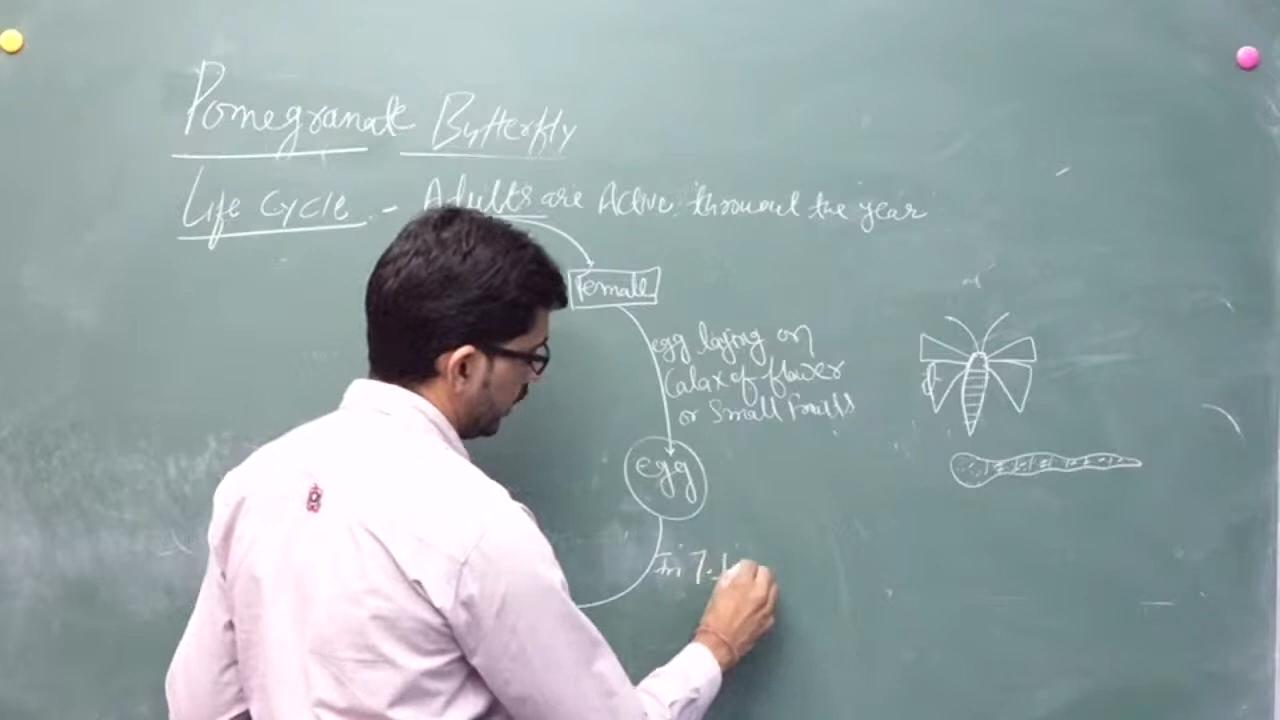 Pomegranate Butterfly
Life Cycle :- Adults are Active throuout the year
Female
egg laying on
Calax of flower
or Small Fruits
egg
In 7-1